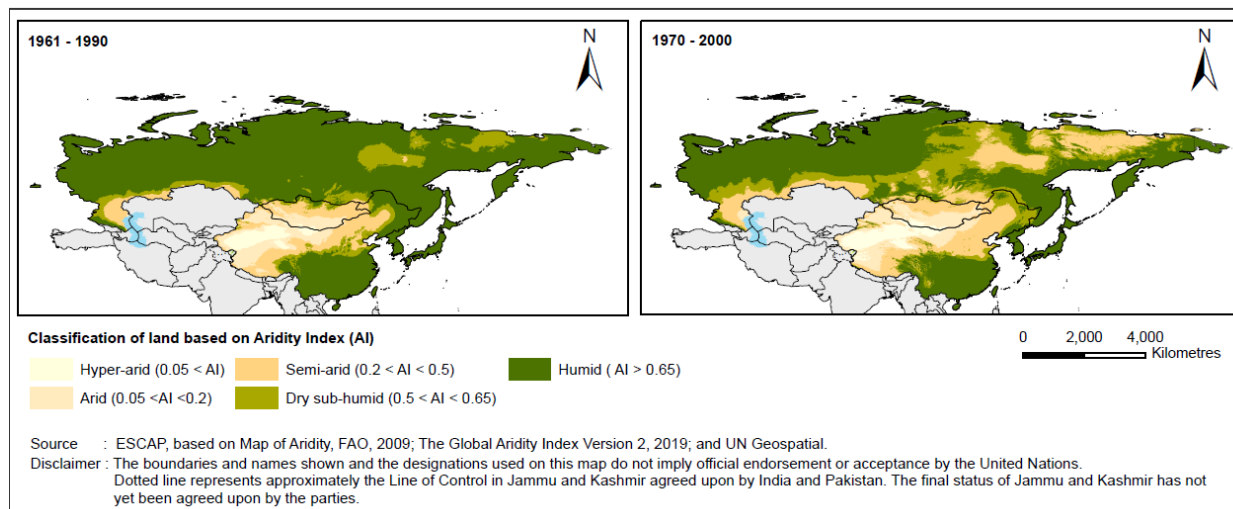 1961 - 1990
N
1970 - 2000
N
Classification of land based on Aridity Index (AI)
Hyper-arid (0.05 < AI)
Semi-arid (0.2 < AI < 0.5)
Humid ( AI > 0.65)
Arid (0.05 <AI <0.2)
Dry sub-humid (0.5 < AI < 0.65)
0 2,000 4,000
Kilometres
Source : ESCAP, based on Map of Aridity, FAO, 2009; The Global Aridity Index Version 2, 2019; and UN Geospatial.
Disclaimer : The boundaries and names shown and the designations used on this map do not imply official endorsement or acceptance by the United Nations.
Dotted line represents approximately the Line of Control in Jammu and Kashmir agreed upon by India and Pakistan. The final status of Jammu and Kashmir has not
yet been agreed upon by the parties.